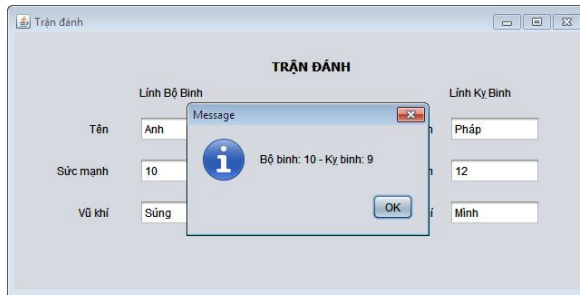 Trận đánh
TRẬN ĐÁNH
Lính Bộ Binh Lính Kỵ Binh
Message
Tên Anh Pháp
Bộ binh: 10 - Kỵ binh: 9
Sức mạnh 10 12
OK
Vũ khí Súng Mình